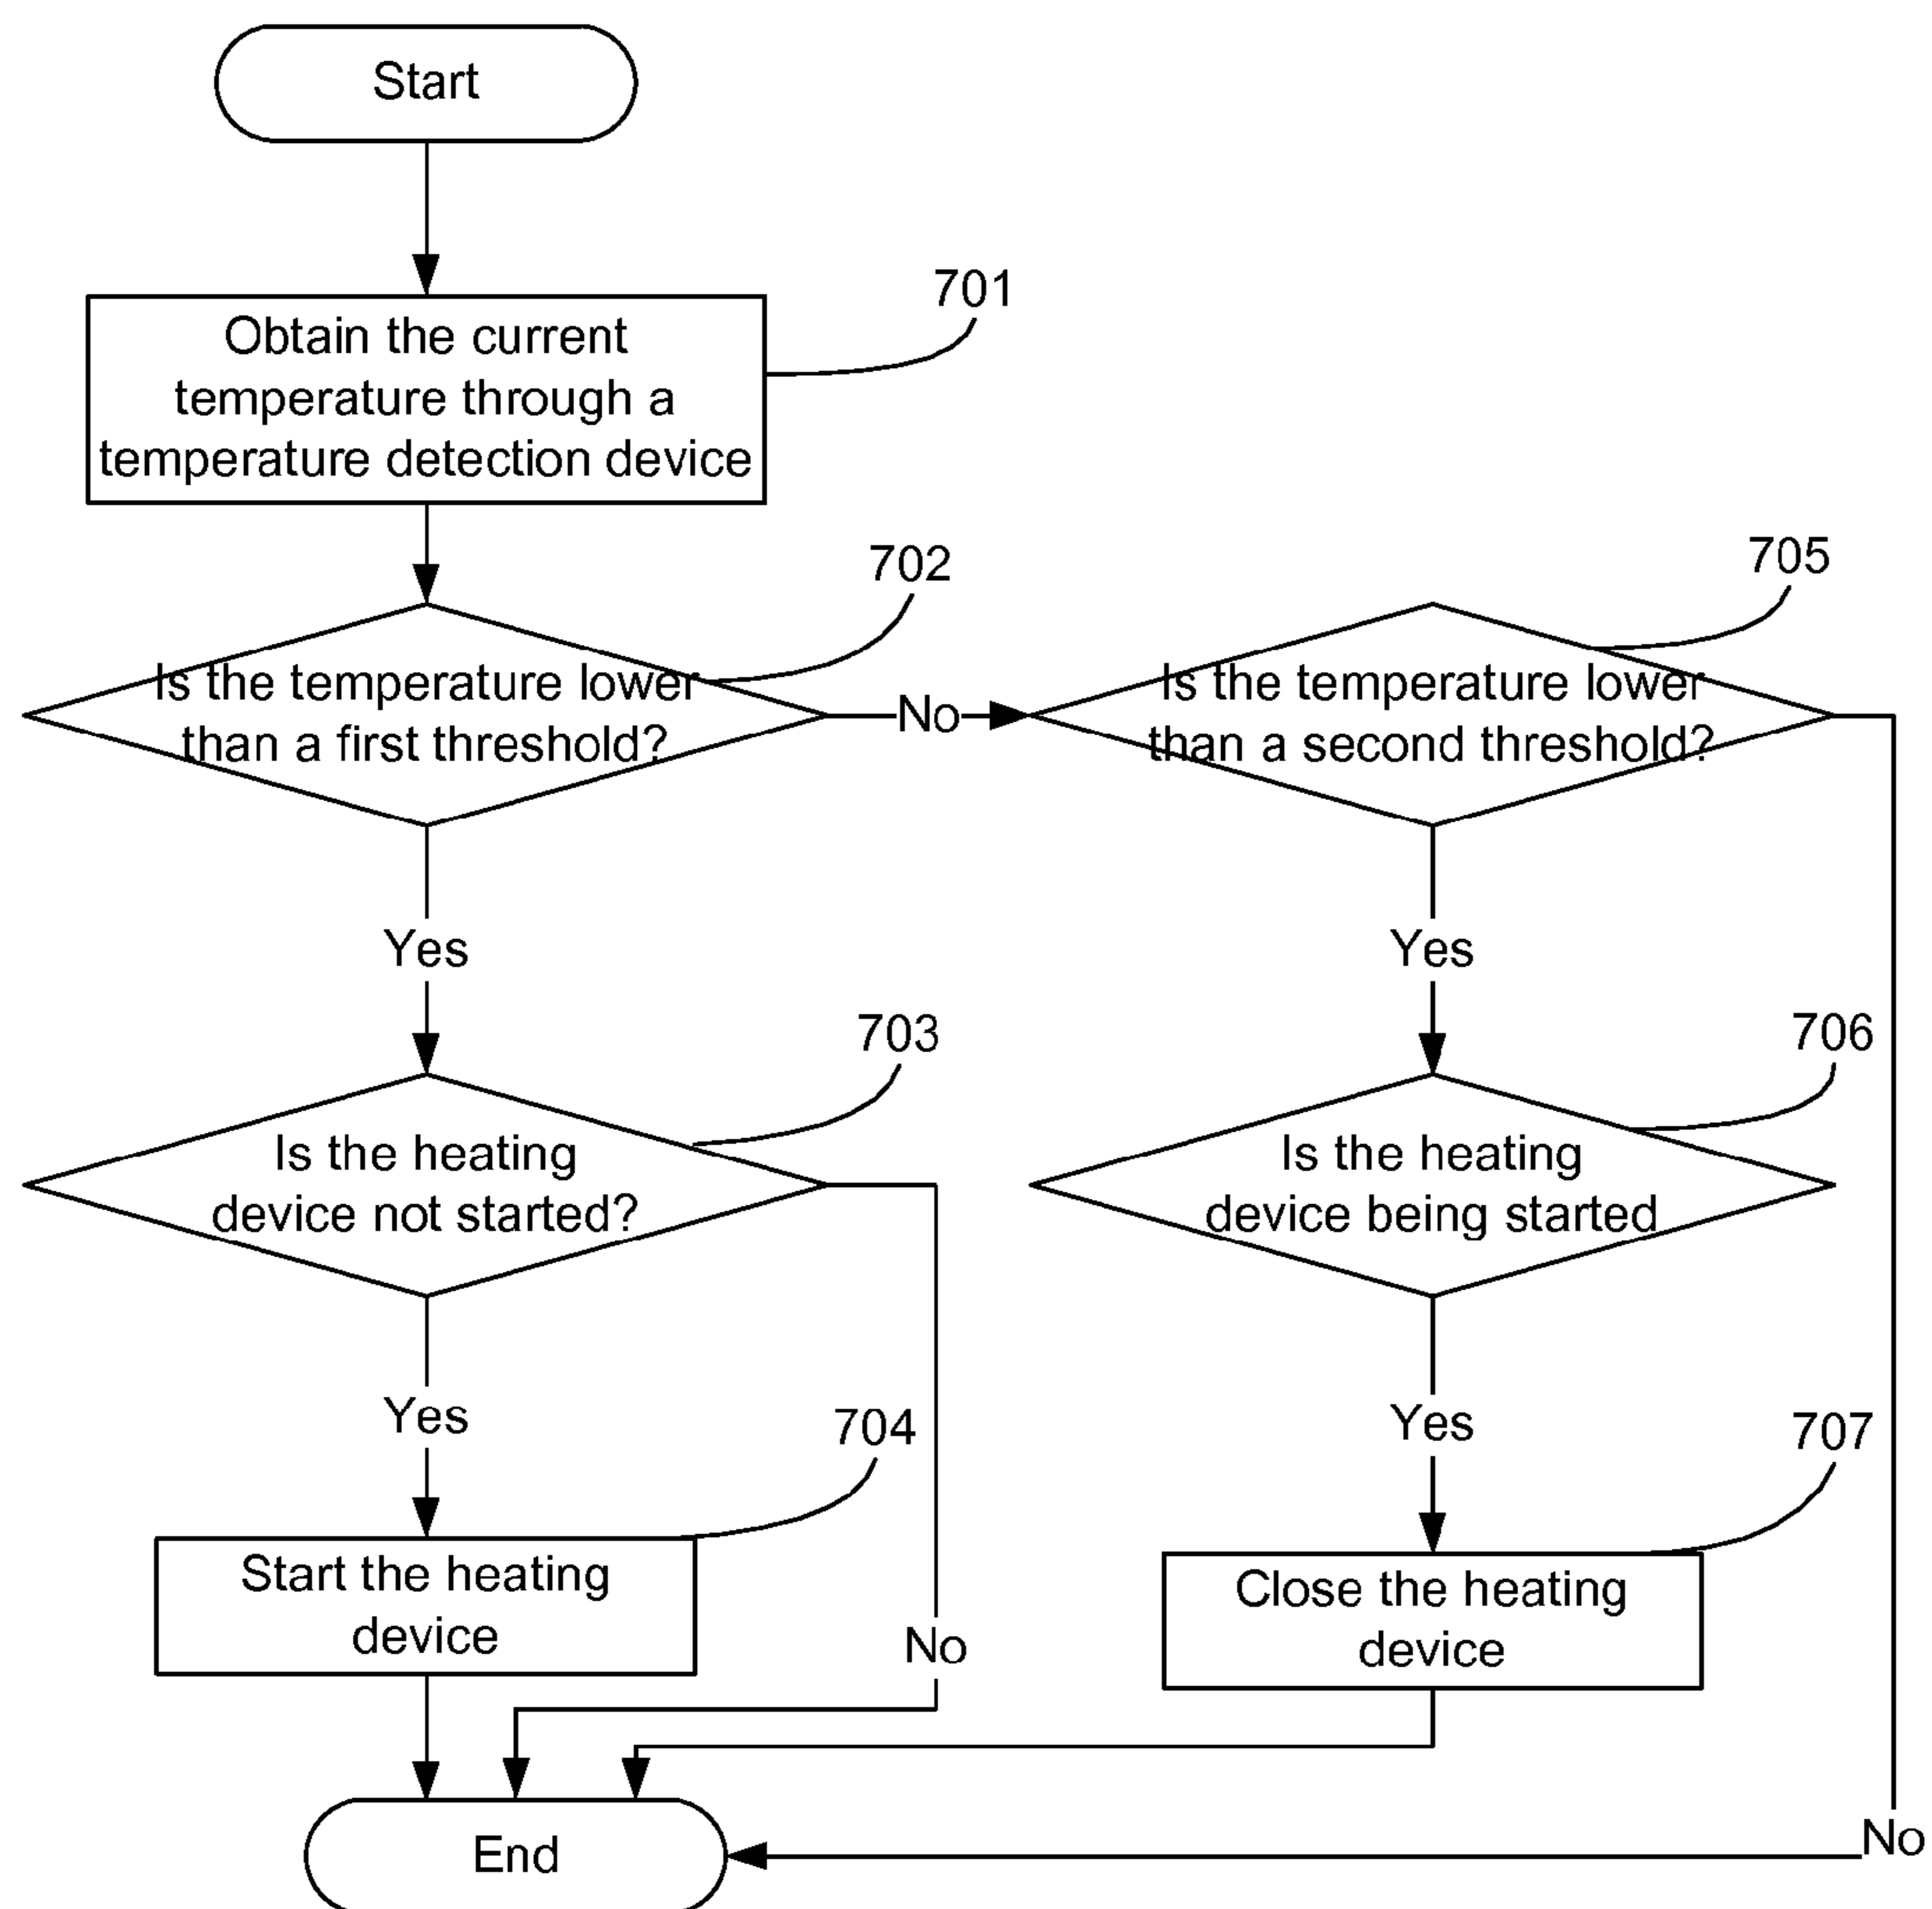 Start
701
Obtain the current
temperature through a
temperature detection device
702
705
Is the temperature lower
than a first threshold?
No
Is the temperature lower
than a second threshold?
Yes
Yes
703
706
Is the heating
device not started?
Is the heating
device being started
Yes
Yes
704
707
Start the heating
device
Close the heating
device
No
No
End